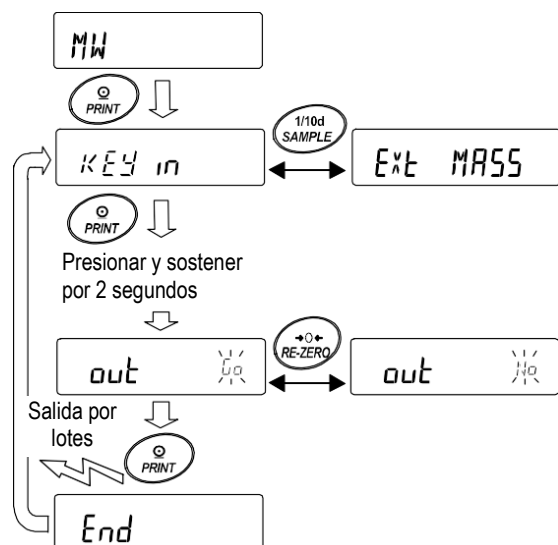 MW
PRINT
1/10d
SAMPLE
KEY in
Ext MASS
PRINT
Presionar y sostener
por 2 segundos
RE-ZERO
out Go
out No
Salida por
lotes
PRINT
End